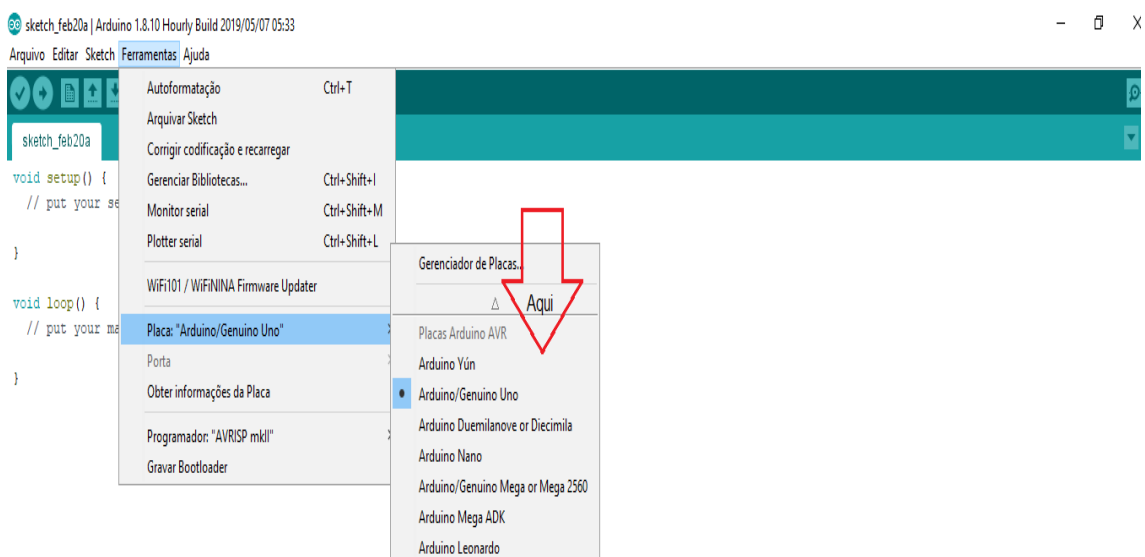 sketch_feb20a | Arduino 1.8.10 Hourly Build 2019/05/07 05:33
Arquivo Editar Sketch Ferramentas Ajuda
sketch_feb20a
void setup() {
// put your se
}
void loop() {
// put your ma
}
Autoformatação Ctrl+T
Arquivar Sketch
Corrigir codificação e recarregar
Gerenciar Bibliotecas... Ctrl+Shift+I
Monitor serial Ctrl+Shift+M
Plotter serial Ctrl+Shift+L
WiFi101 / WiFiNINA Firmware Updater
Placa: "Arduino/Genuino Uno"
Porta
Obter informações da Placa
Programador: "AVRISP mkII"
Gravar Bootloader
Gerenciador de Placas...
Aqui
Placas Arduino AVR
Arduino Yún
Arduino/Genuino Uno
Arduino Duemilanove or Diecimila
Arduino Nano
Arduino/Genuino Mega or Mega 2560
Arduino Mega ADK
Arduino Leonardo